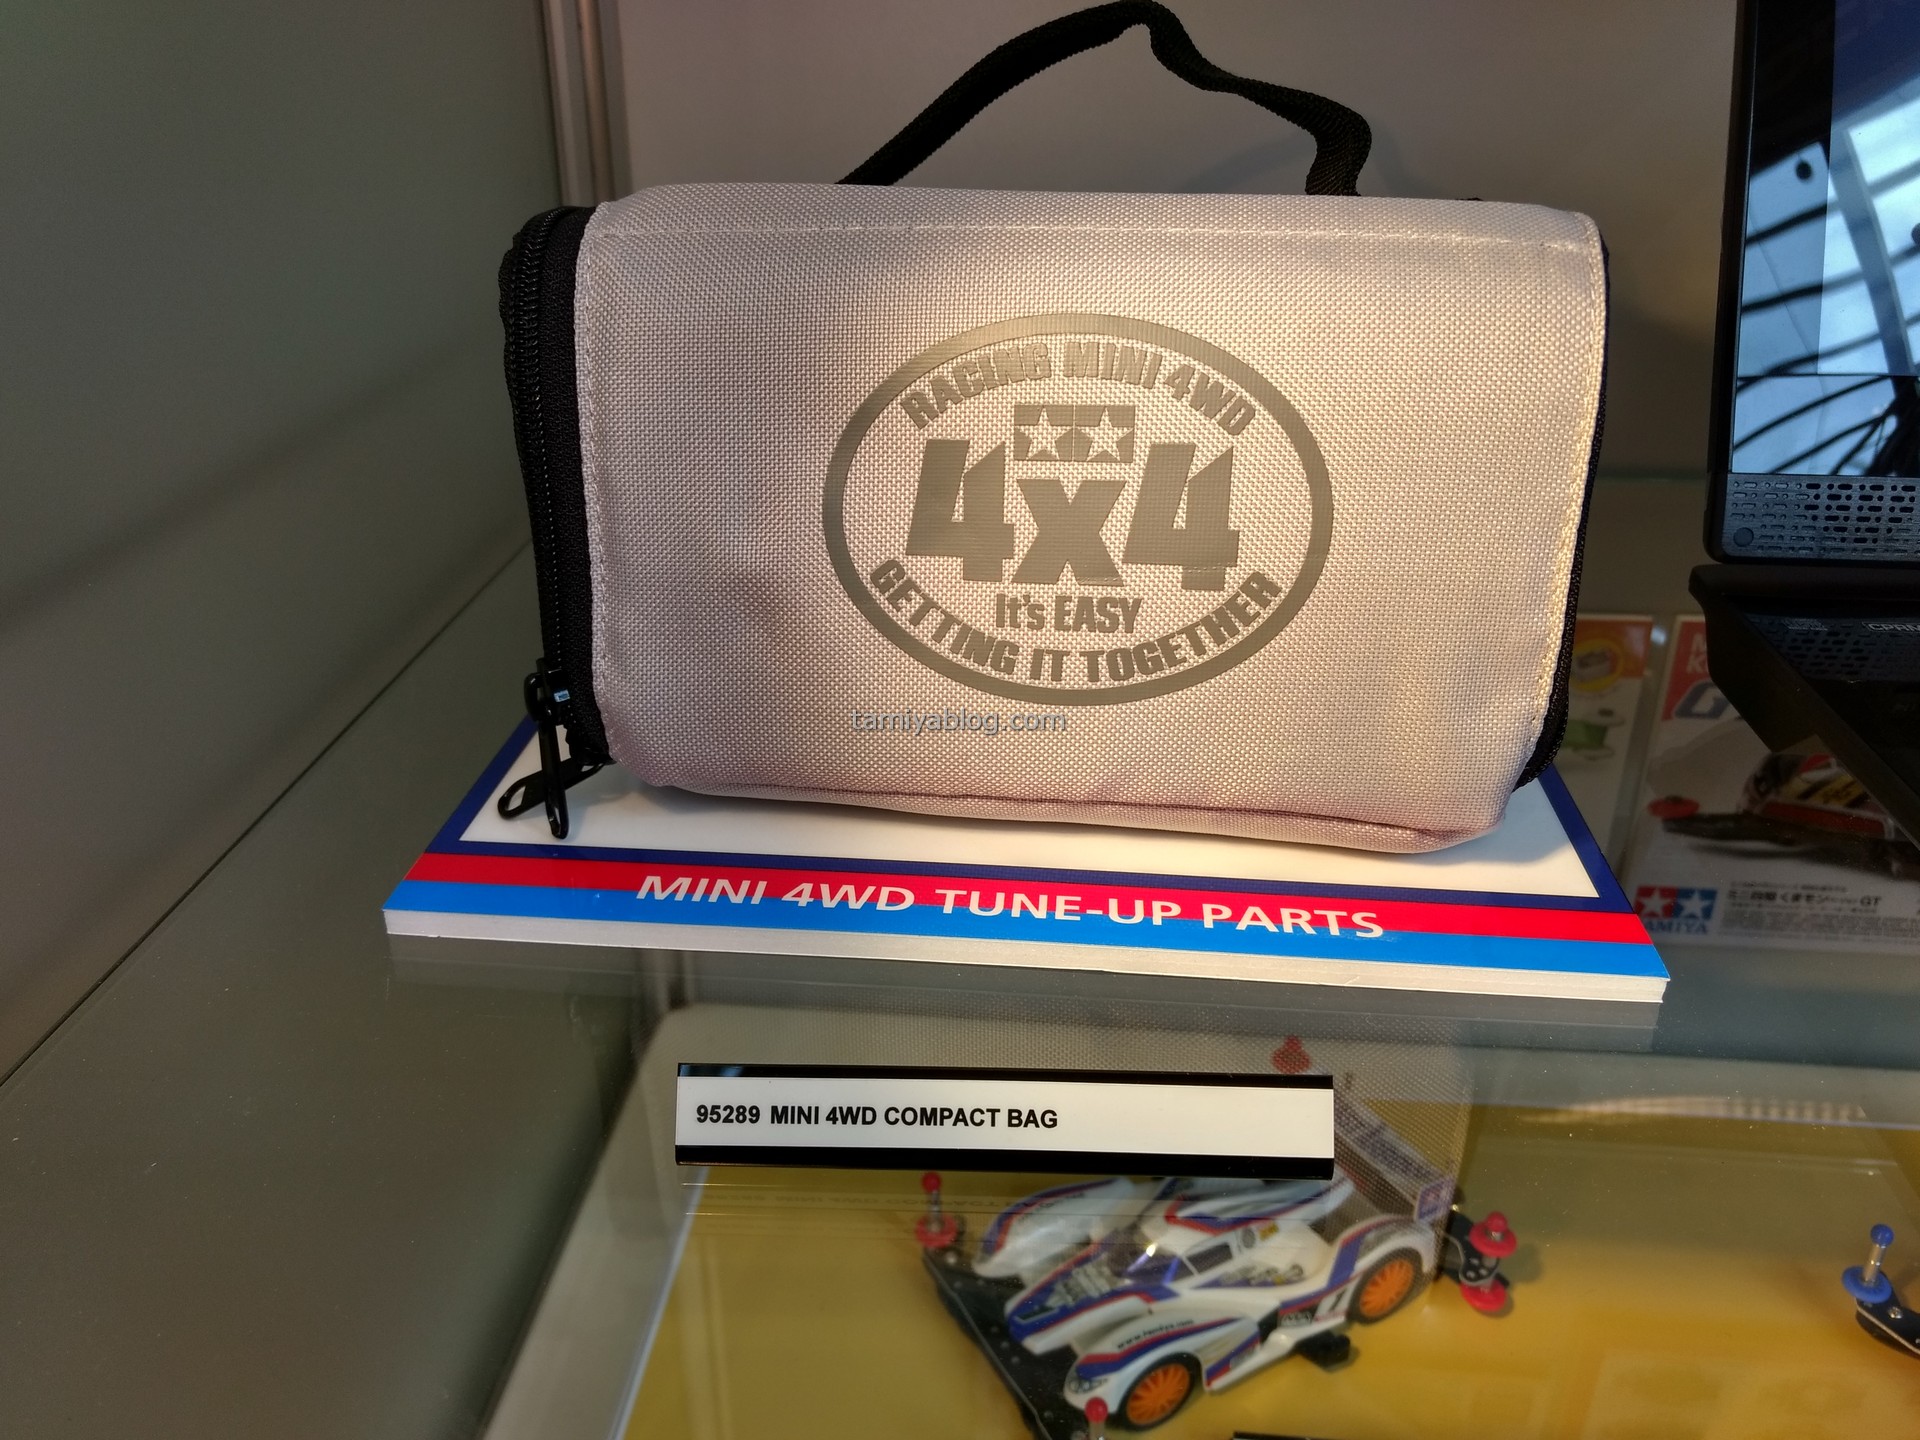 RACING MINI 4WD
4x4
It's EASY
GETTING IT TOGETHER
tamiyablog.com
MINI 4WD TUNE-UP PARTS
95289 MINI 4WD COMPACT BAG